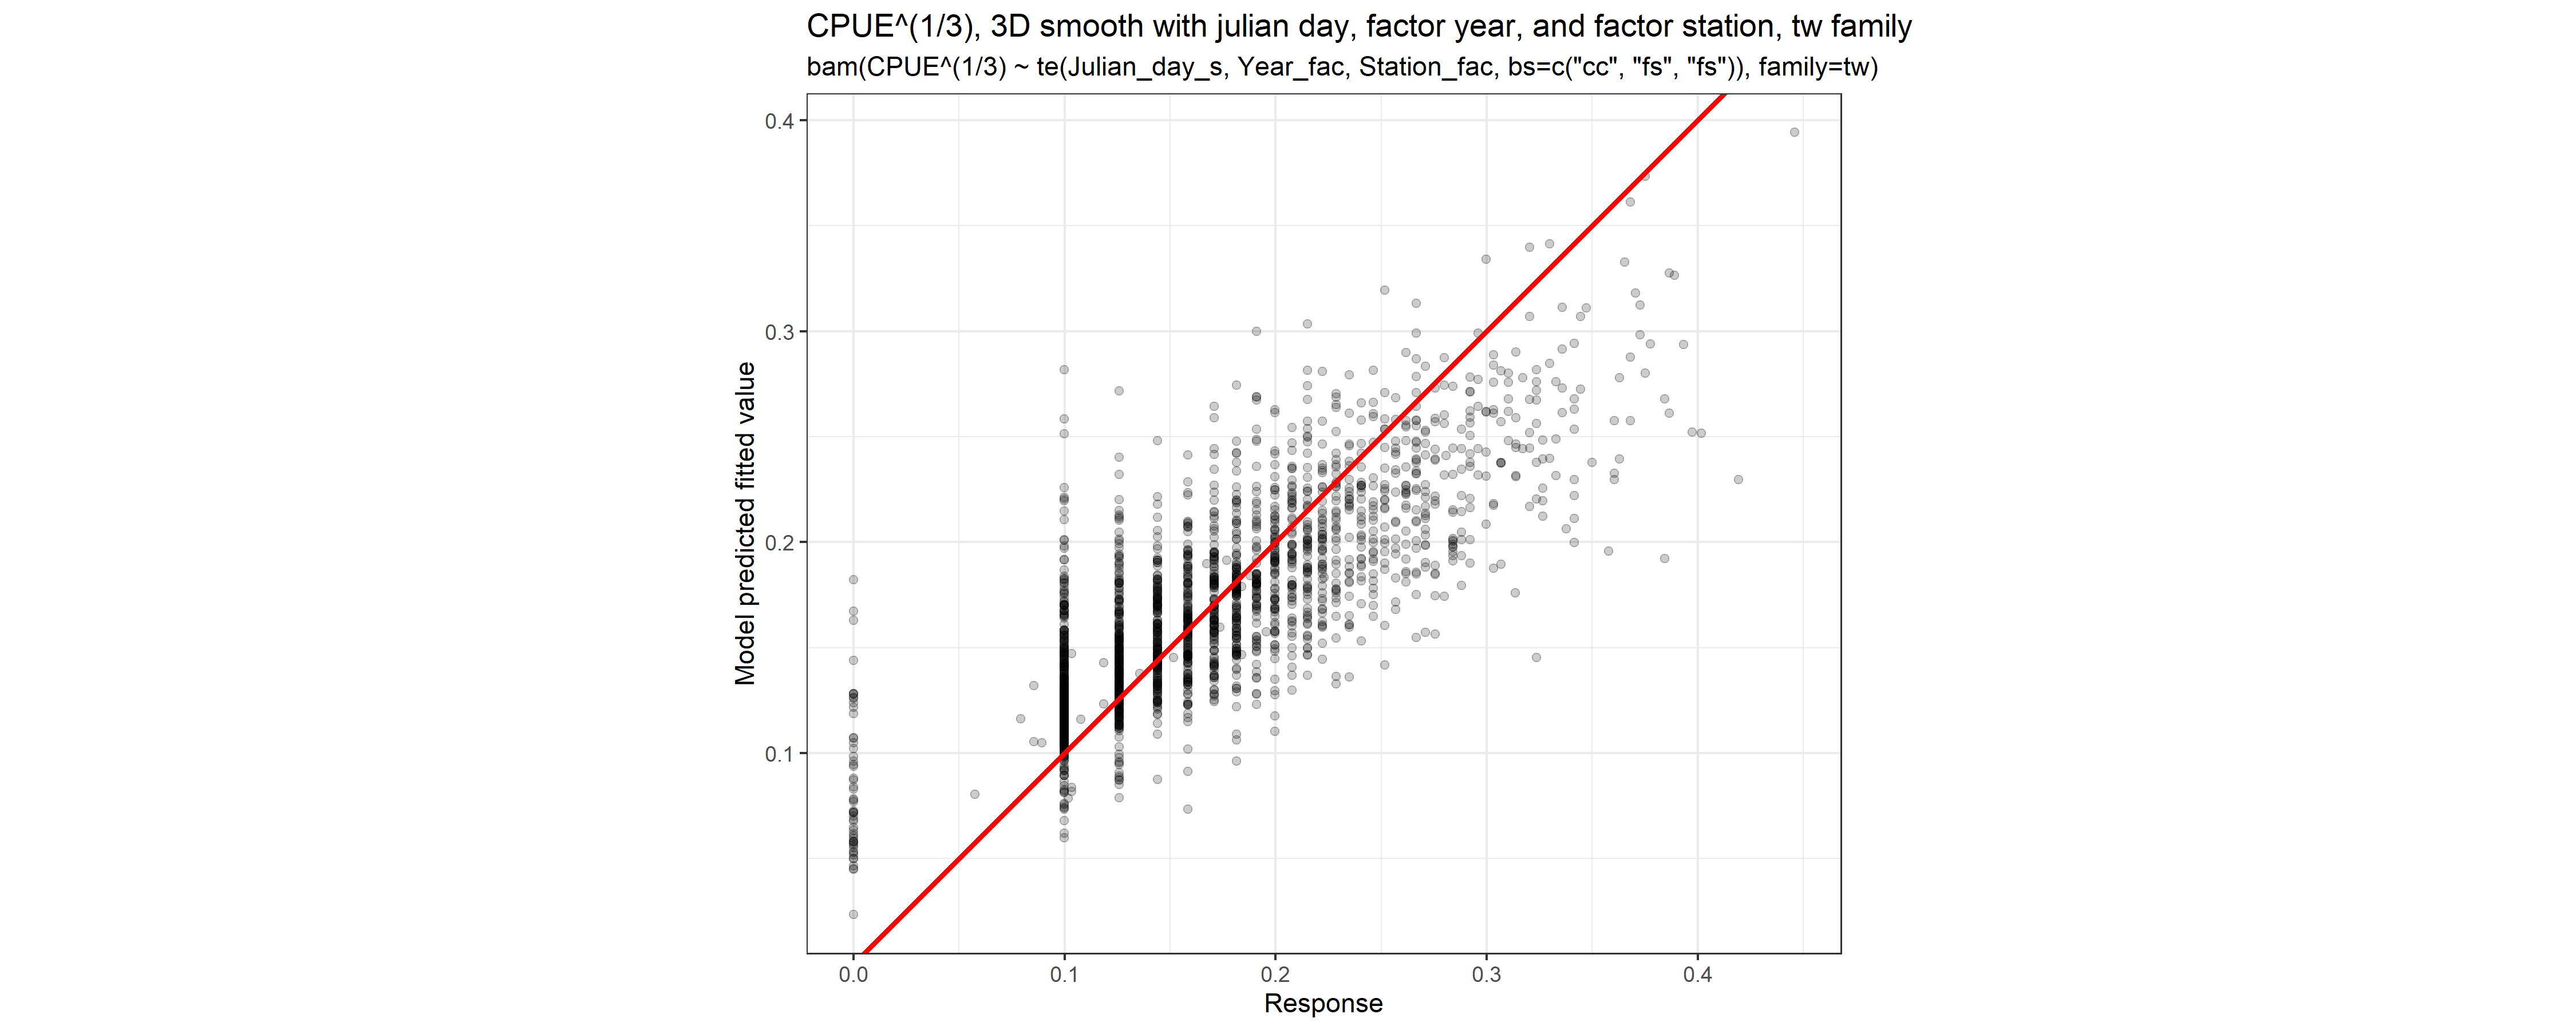 CPUE^(1/3), 3D smooth with julian day, factor year, and factor station, tw family
bam(CPUE^(1/3) ~ te(Julian_day_s, Year_fac, Station_fac, bs=c("cc", "fs", "fs")), family=tw)
Model predicted fitted value
0.4
0.3
0.2
0.1
0.0 0.1 0.2 0.3 0.4
Response